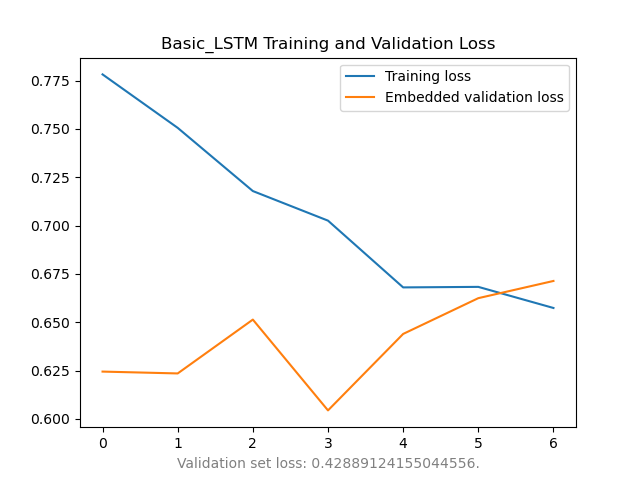 Basic_LSTM Training and Validation Loss
Training loss
Embedded validation loss
0.775
0.750
0.725
0.700
0.675
0.650
0.625
0.600
0 1 2 3 4 5 6
Validation set loss: 0.42889124155044556.